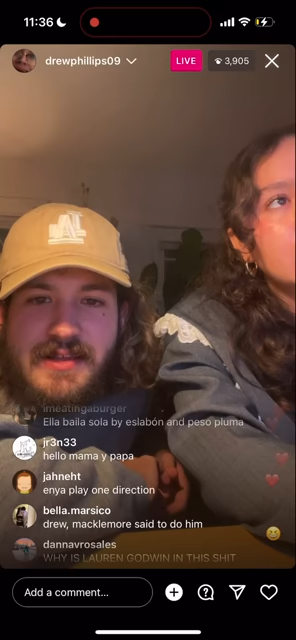 11:36
drewphillips09
LIVE
3,905
LA
imeatingaburger
Ella baila sola by eslabón and peso pluma
jr3n33
hello mama y papa
jahneht
enya play one direction
bella.marsico
drew, macklemore said to do him
dannavrosales
WHY IS LAUREN GODWIN IN THIS SHIT
Add a comment...